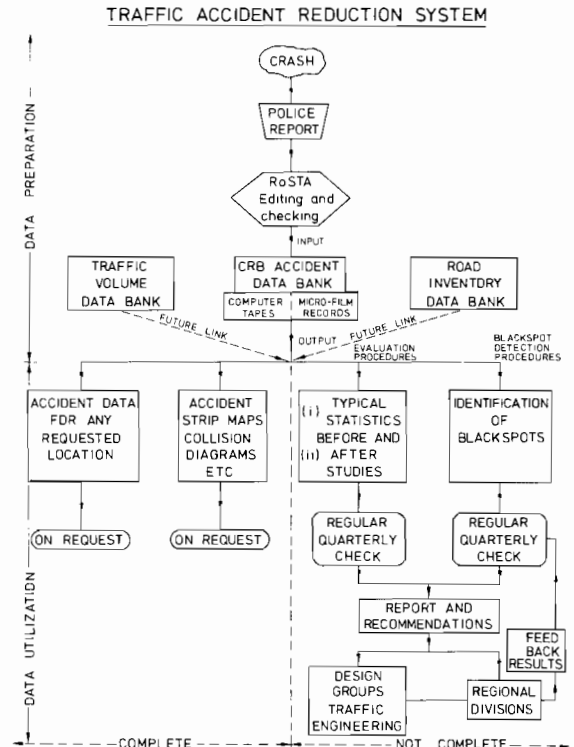 TRAFFIC ACCIDENT REDUCTION SYSTEM
DATA PREPARATION
CRASH
POLICE
REPORT
RoSTA
Editing and
checking
INPUT
TRAFFIC
VOLUME
DATA BANK
CRB ACCIDENT
DATA BANK
COMPUTER
TAPES
MICRO-FILM
RECORDS
ROAD
INVENTORY
DATA BANK
FUTURE LINK
OUTPUT
FUTURE LINK
EVALUATION
PROCEDURES
BLACKSPOT
DETECTION
PROCEDURES
DATA UTILIZATION
ACCIDENT DATA
FOR ANY
REQUESTED
LOCATION
ACCIDENT
STRIP MAPS
COLLISION
DIAGRAMS
ETC
(i) TYPICAL
STATISTICS
BEFORE AND
(ii) AFTER
STUDIES
IDENTIFICATION
OF
BLACKSPOTS
ON REQUEST
ON REQUEST
REGULAR
QUARTERLY
CHECK
REGULAR
QUARTERLY
CHECK
REPORT AND
RECOMMENDATIONS
FEED
BACK
RESULTS
DESIGN
GROUPS
TRAFFIC
ENGINEERING
REGIONAL
DIVISIONS
COMPLETE
NOT COMPLETE